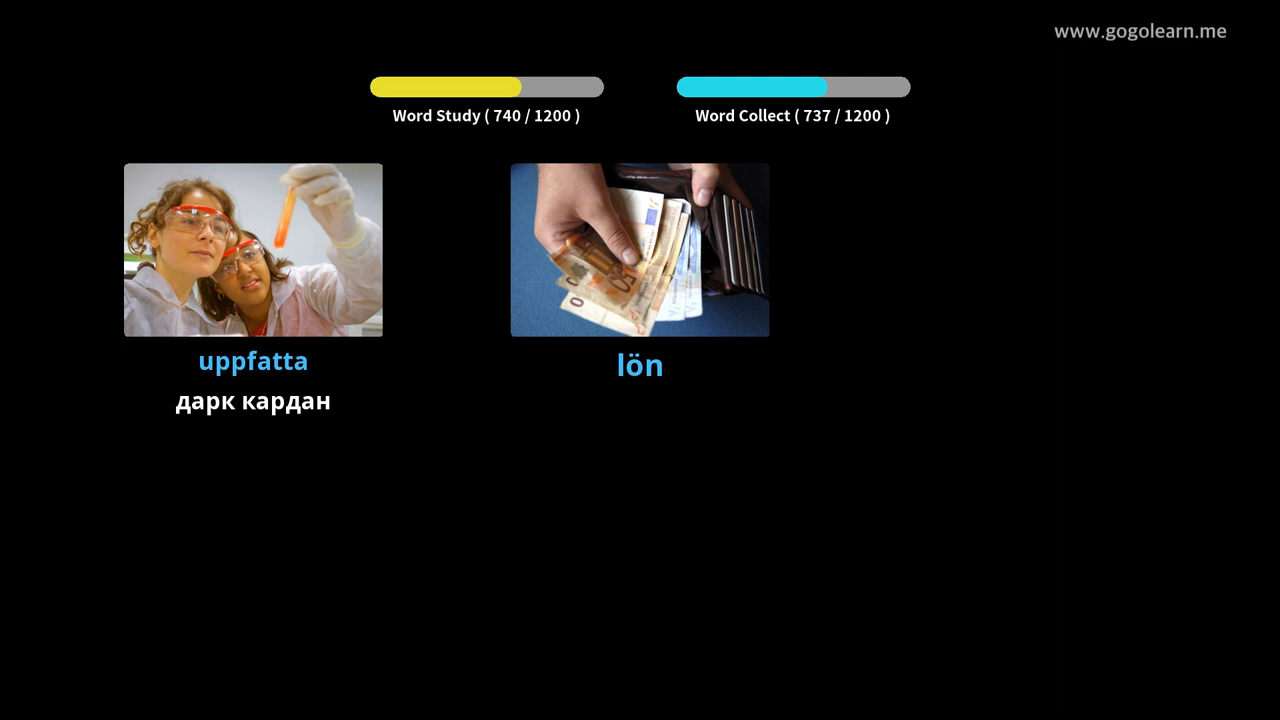 www.gogolearn.me
Word Study ( 740 / 1200 )
Word Collect ( 737 / 1200 )
uppfatta
дарк кардан
lön